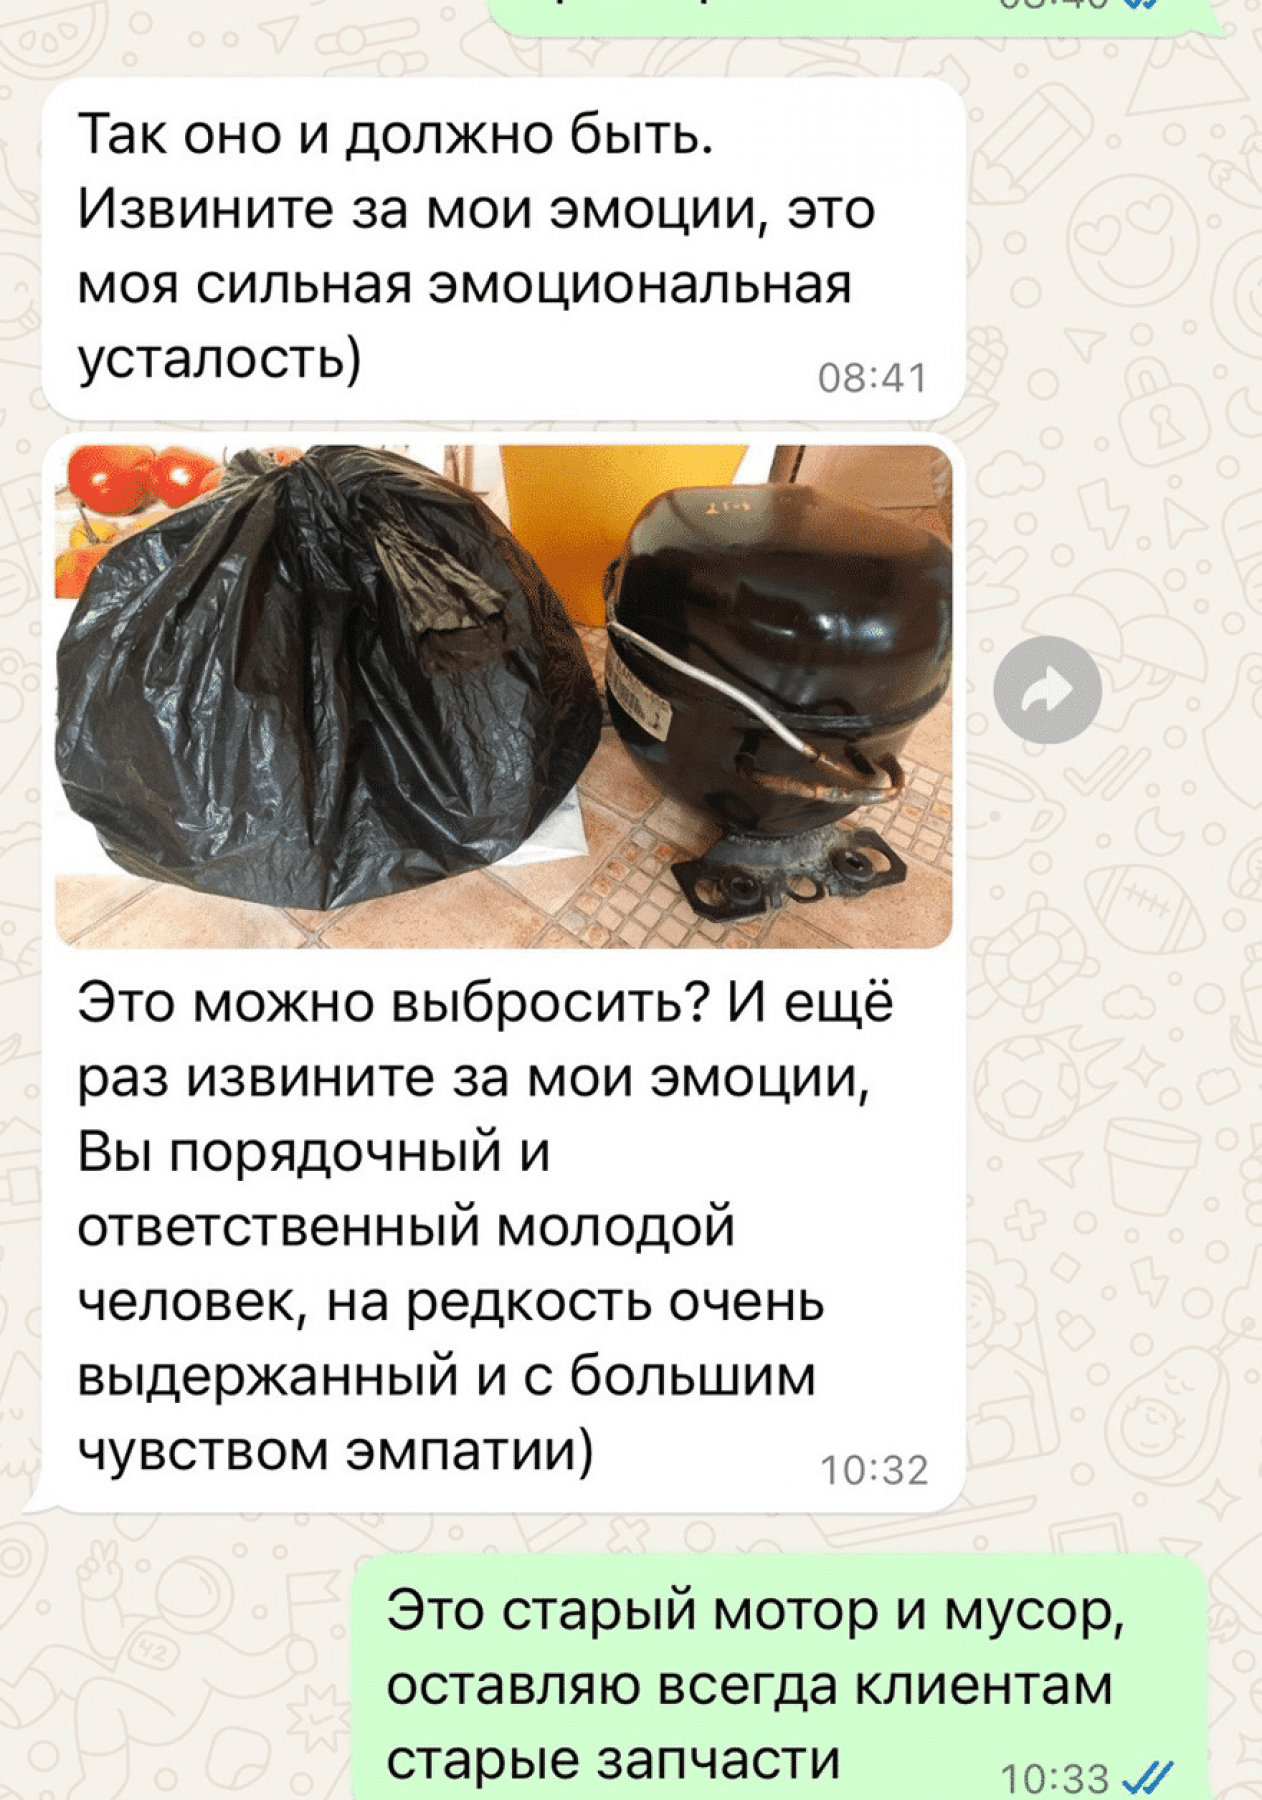 Так оно и должно быть.
Извините за мои эмоции, это
моя сильная эмоциональная
усталость)
08:41
Это можно выбросить? И ещё
раз извините за мои эмоции,
Вы порядочный и
ответственный молодой
человек, на редкость очень
выдержанный и с большим
чувством эмпатии)
10:32
Это старый мотор и мусор,
оставляю всегда клиентам
старые запчасти
10:33